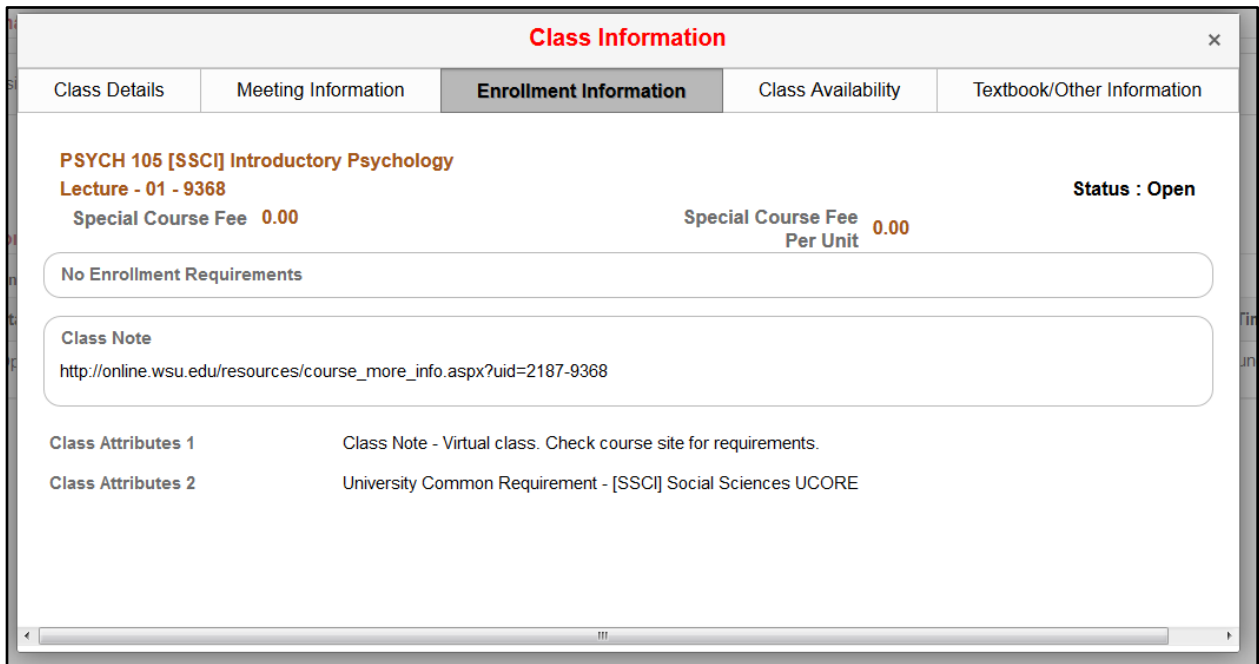 Class Information ×
Class Details Meeting Information Enrollment Information Class Availability Textbook/Other Information
PSYCH 105 [SSCI] Introductory Psychology
Lecture - 01 - 9368 Status : Open
Special Course Fee 0.00 Special Course Fee Per Unit 0.00
No Enrollment Requirements
Class Note
http://online.wsu.edu/resources/course_more_info.aspx?uid=2187-9368
Class Attributes 1 Class Note - Virtual class. Check course site for requirements.
Class Attributes 2 University Common Requirement - [SSCI] Social Sciences UCORE